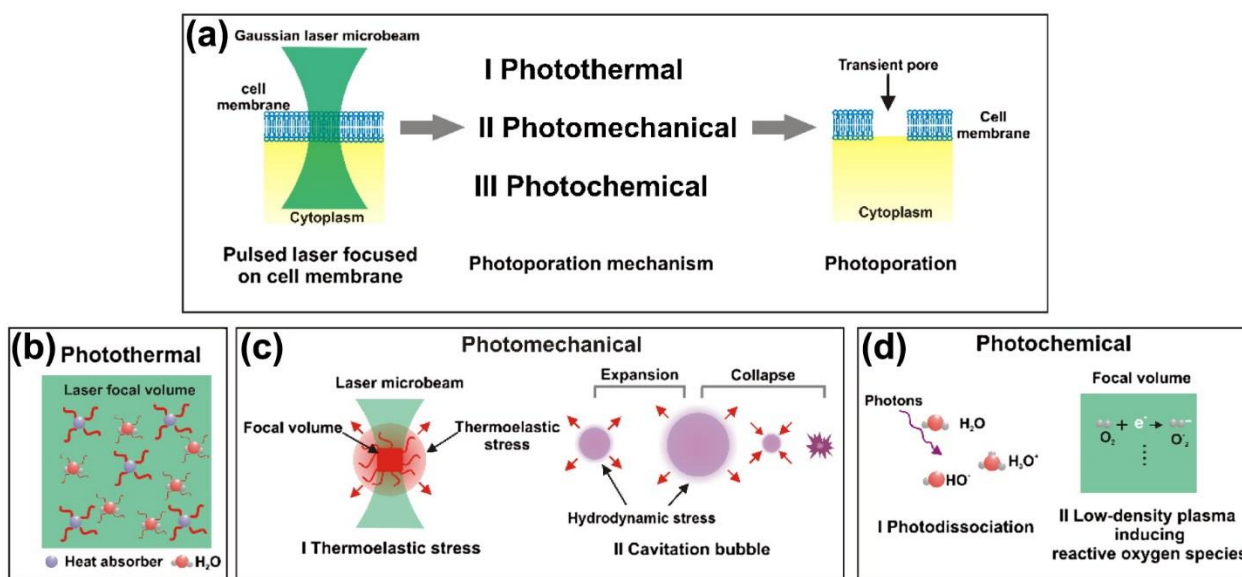 (a)
Gaussian laser microbeam
cell
membrane
Cytoplasm
Pulsed laser focused
on cell membrane
I Photothermal
II Photomechanical
III Photochemical
Photoporation mechanism
Transient pore
Cell
membrane
Cytoplasm
Photoporation
(b)
Photothermal
Laser focal volume
Heat absorber
H₂O
(c)
Photomechanical
Laser microbeam
Focal volume
Thermoelastic
stress
I Thermoelastic stress
Expansion
Collapse
Hydrodynamic stress
II Cavitation bubble
(d)
Photochemical
Photons
H₂O
H₃O⁺
HO⁻
I Photodissociation
Focal volume
O₂ + e⁻ → O₂⁻
II Low-density plasma
inducing
reactive oxygen species